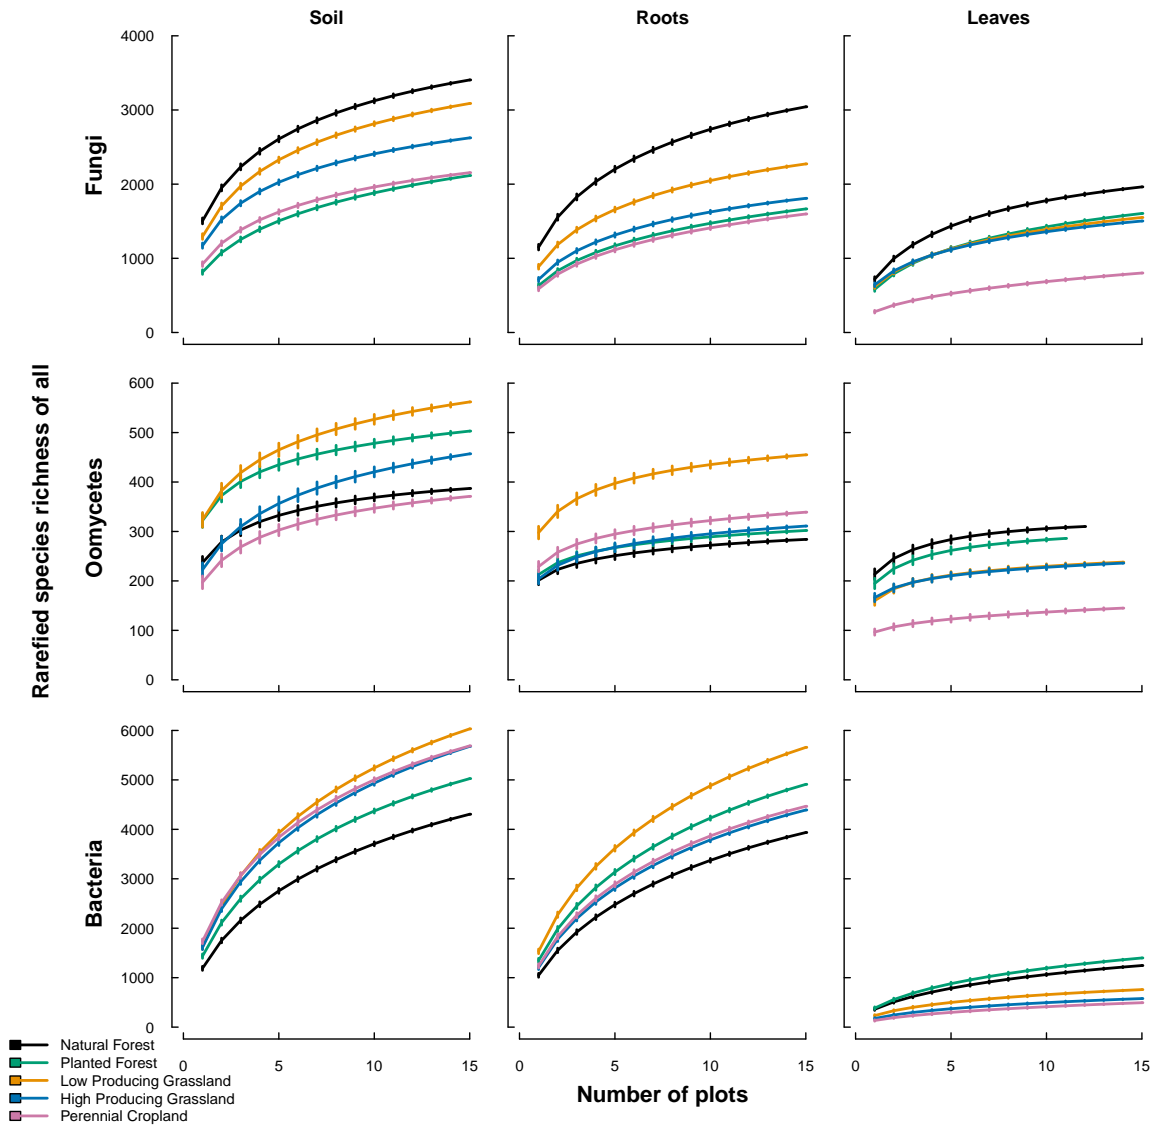 Soil Roots Leaves
Rarefied species richness of all
Fungi
4000
3000
2000
1000
0
Oomycetes
600
500
400
300
200
100
0
Bacteria
6000
5000
4000
3000
2000
1000
0
0 5 10 15 0 5 10 15 0 5 10 15
Number of plots
Natural Forest
Planted Forest
Low Producing Grassland
High Producing Grassland
Perennial Cropland